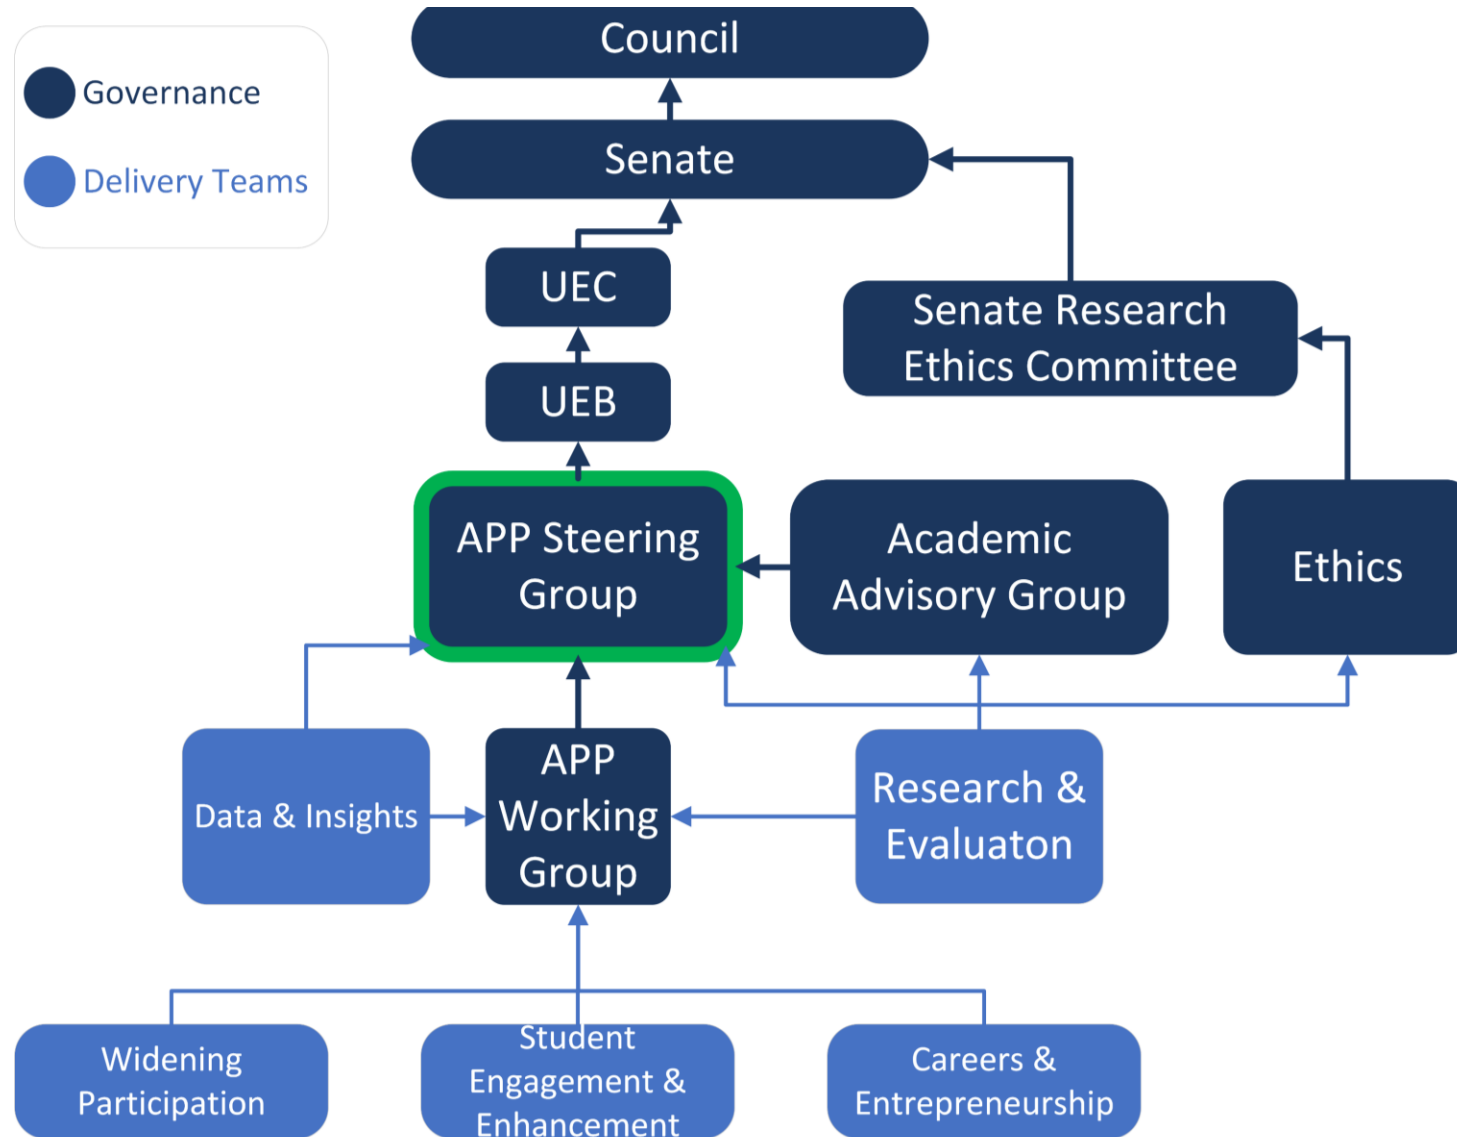 Council
Governance
Senate
Delivery Teams
UEC
Senate Research
Ethics Committee
UEB
APP Steering
Group
Academic
Advisory Group
Ethics
Data & Insights
APP
Working
Group
Research &
Evaluaton
Widening
Participation
Student
Engagement &
Enhancement
Careers &
Entrepreneurship